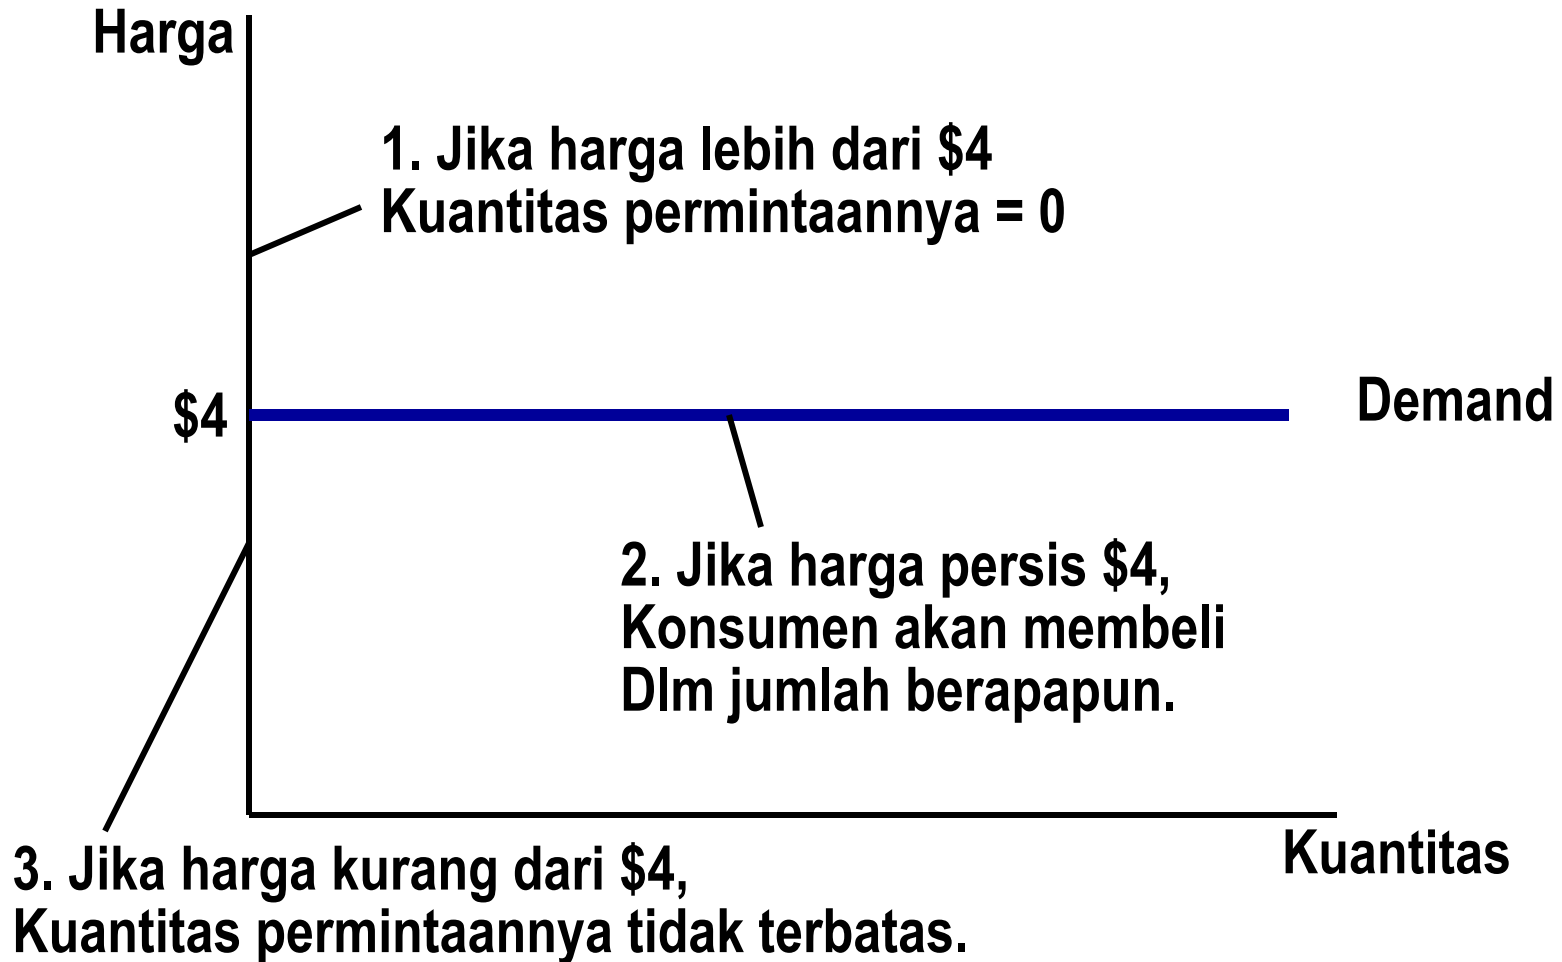 Harga
1. Jika harga lebih dari $4
Kuantitas permintaannya = 0
$4
Demand
2. Jika harga persis $4,
Konsumen akan membeli
Dlm jumlah berapapun.
Kuantitas
3. Jika harga kurang dari $4,
Kuantitas permintaannya tidak terbatas.